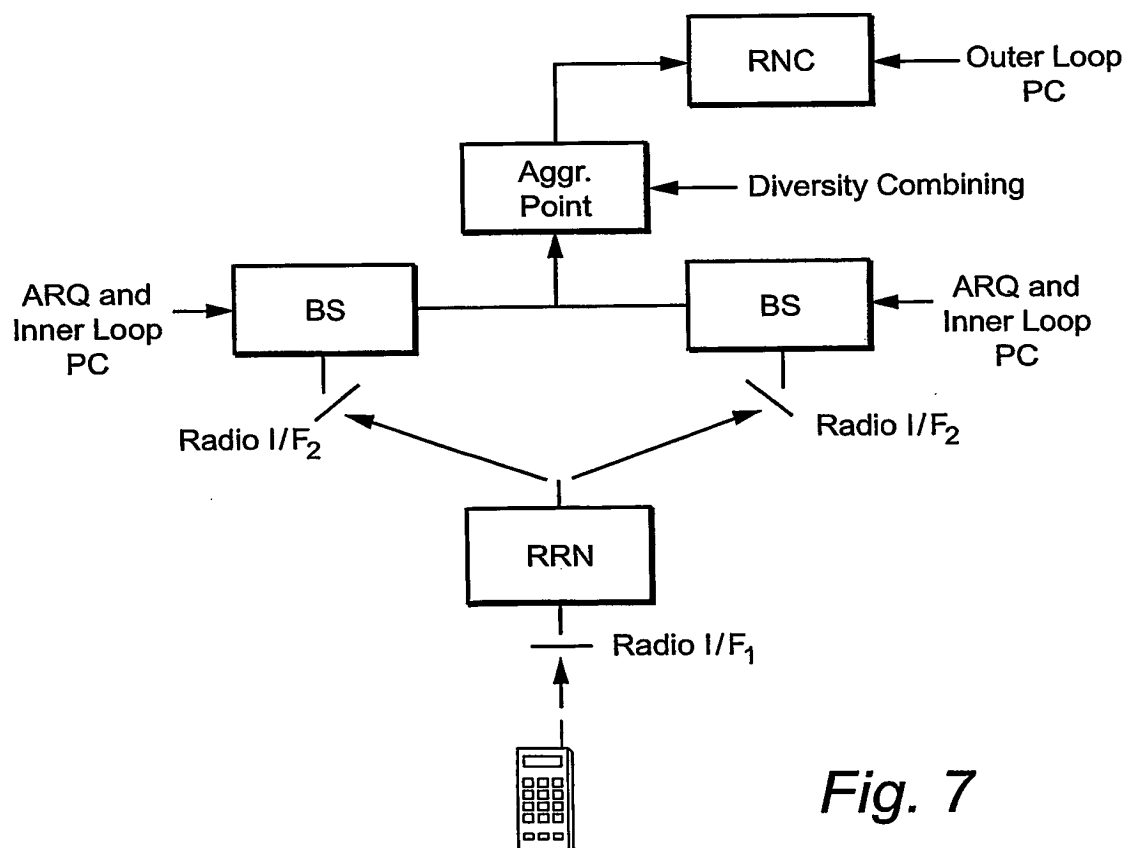 RNC
Outer Loop
PC
Aggr.
Point
Diversity Combining
ARQ and
Inner Loop
PC
BS
BS
ARQ and
Inner Loop
PC
Radio I/F₂
Radio I/F₂
RRN
Radio I/F₁
Fig. 7